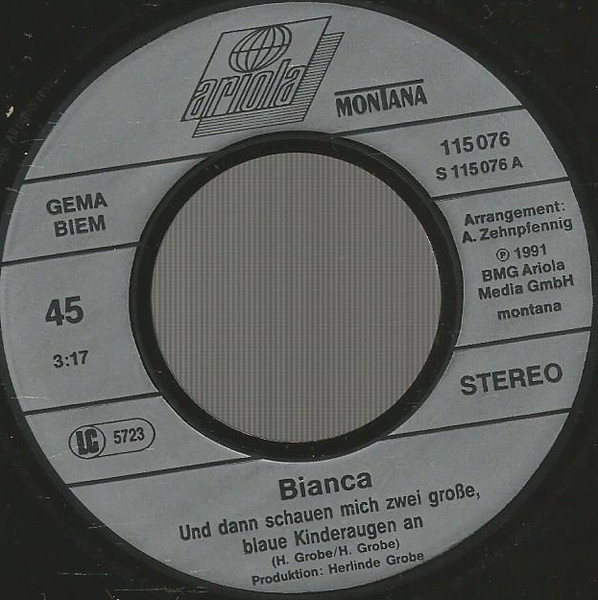 ariola
MONTANA
115 076
S 115 076 A
GEMA
BIEM
Arrangement:
A. Zehnpfennig
℗ 1991
BMG Ariola
Media GmbH
montana
45
3:17
STEREO
LC 5723
Bianca
Und dann schauen mich zwei große,
blaue Kinderaugen an
(H. Grobe/H. Grobe)
Produktion: Herlinde Grobe